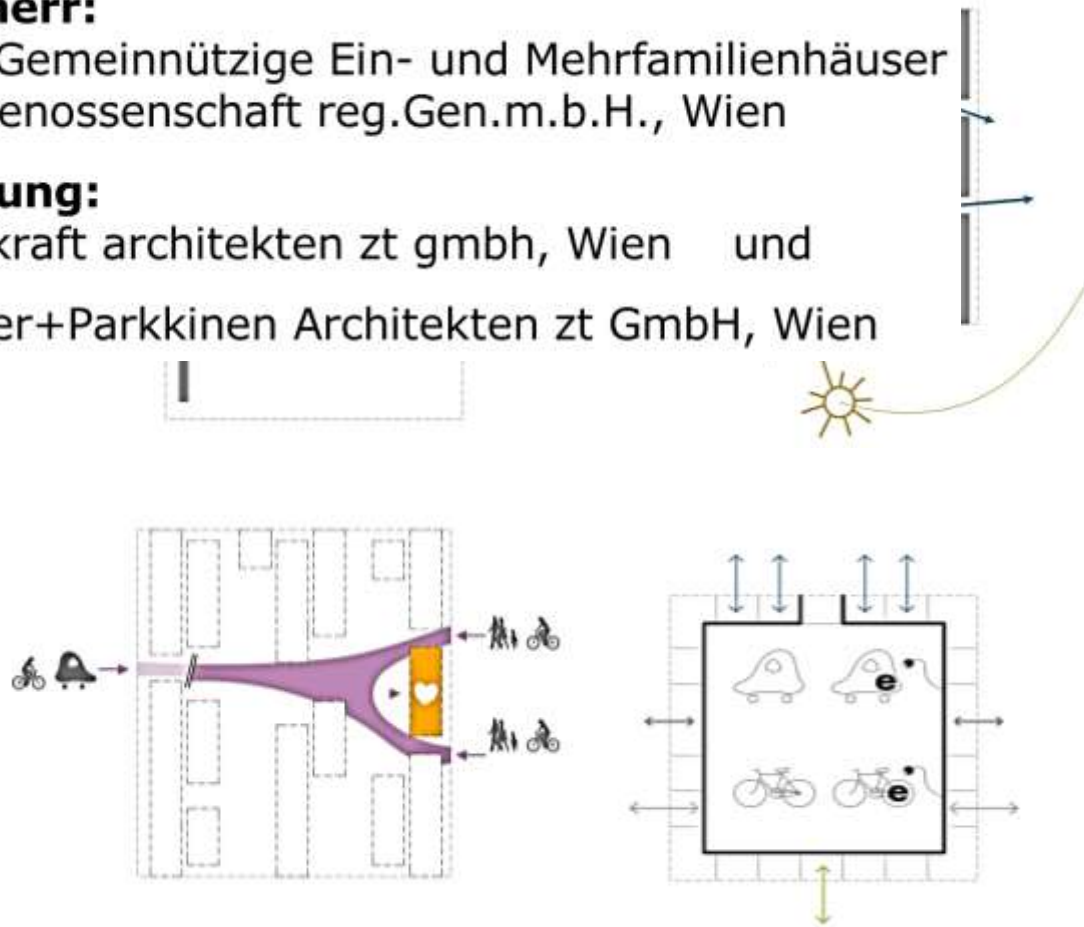 herr:
Gemeinnützige Ein- und Mehrfamilienhäuser
enossenschaft reg.Gen.m.b.H., Wien
ung:
kraft architekten zt gmbh, Wien und
er+Parkkinen Architekten zt GmbH, Wien
e
e